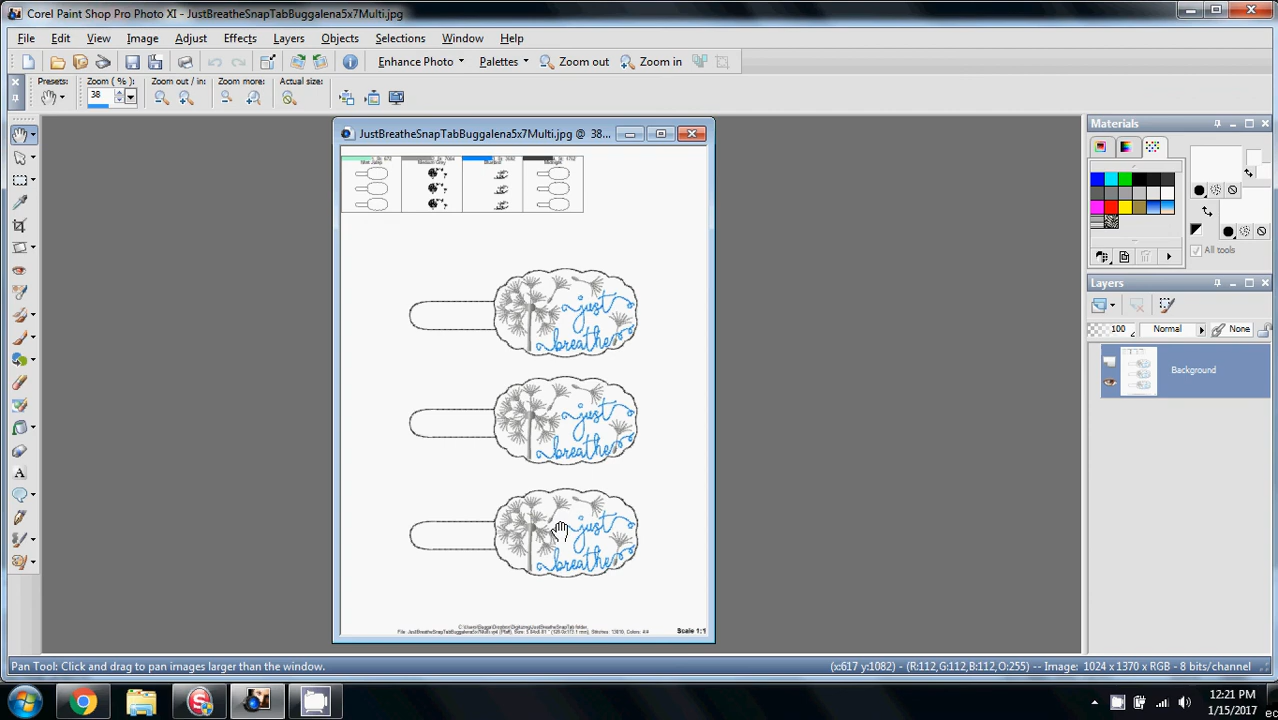 Corel Paint Shop Pro Photo XI - JustBreatheSnapTabBuggalena5x7Multi.jpg
File Edit View Image Adjust Effects Layers Objects Selections Window Help
Enhance Photo Palettes Zoom out Zoom in
Presets: Zoom ( % ): Zoom out / in: Zoom more: Actual size:
38
JustBreatheSnapTabBuggalena5x7Multi.jpg @ 38...
just
breathe
just
breathe
just
breathe
Scale 1:1
Materials
All tools
Layers
100 Normal None
Background
Pan Tool: Click and drag to pan images larger than the window.
(x:617 y:1082) - (R:112,G:112,B:112,O:255) -- Image: 1024 x 1370 x RGB - 8 bits/channel
12:21 PM
1/15/2017